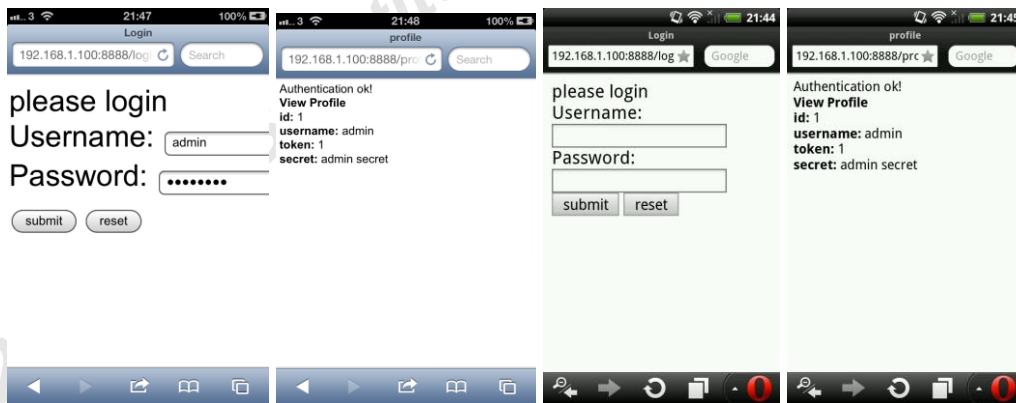 ...3 21:47 100%
Login
192.168.1.100:8888/logi
Search
please login
Username: admin
Password: ••••••••
submit reset
...3 21:48 100%
profile
192.168.1.100:8888/pro
Search
Authentication ok!
View Profile
id: 1
username: admin
token: 1
secret: admin secret
21:44
Login
192.168.1.100:8888/log
Google
please login
Username:
Password:
submit reset
21:45
profile
192.168.1.100:8888/prc
Google
Authentication ok!
View Profile
id: 1
username: admin
token: 1
secret: admin secret